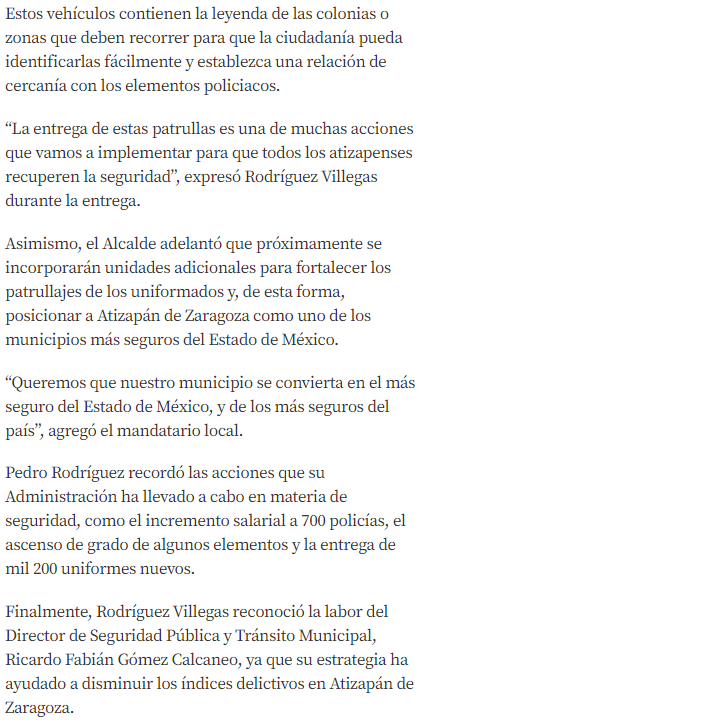 Estos vehículos contienen la leyenda de las colonias o
zonas que deben recorrer para que la ciudadanía pueda
identificarlas fácilmente y establezca una relación de
cercanía con los elementos policiacos.
“La entrega de estas patrullas es una de muchas acciones
que vamos a implementar para que todos los atizapenses
recuperen la seguridad”, expresó Rodríguez Villegas
durante la entrega.
Asimismo, el Alcalde adelantó que próximamente se
incorporarán unidades adicionales para fortalecer los
patrullajes de los uniformados y, de esta forma,
posicionar a Atizapán de Zaragoza como uno de los
municipios más seguros del Estado de México.
“Queremos que nuestro municipio se convierta en el más
seguro del Estado de México, y de los más seguros del
país”, agregó el mandatario local.
Pedro Rodríguez recordó las acciones que su
Administración ha llevado a cabo en materia de
seguridad, como el incremento salarial a 700 policías, el
ascenso de grado de algunos elementos y la entrega de
mil 200 uniformes nuevos.
Finalmente, Rodríguez Villegas reconoció la labor del
Director de Seguridad Pública y Tránsito Municipal,
Ricardo Fabián Gómez Calcaneo, ya que su estrategia ha
ayudado a disminuir los índices delictivos en Atizapán de
Zaragoza.